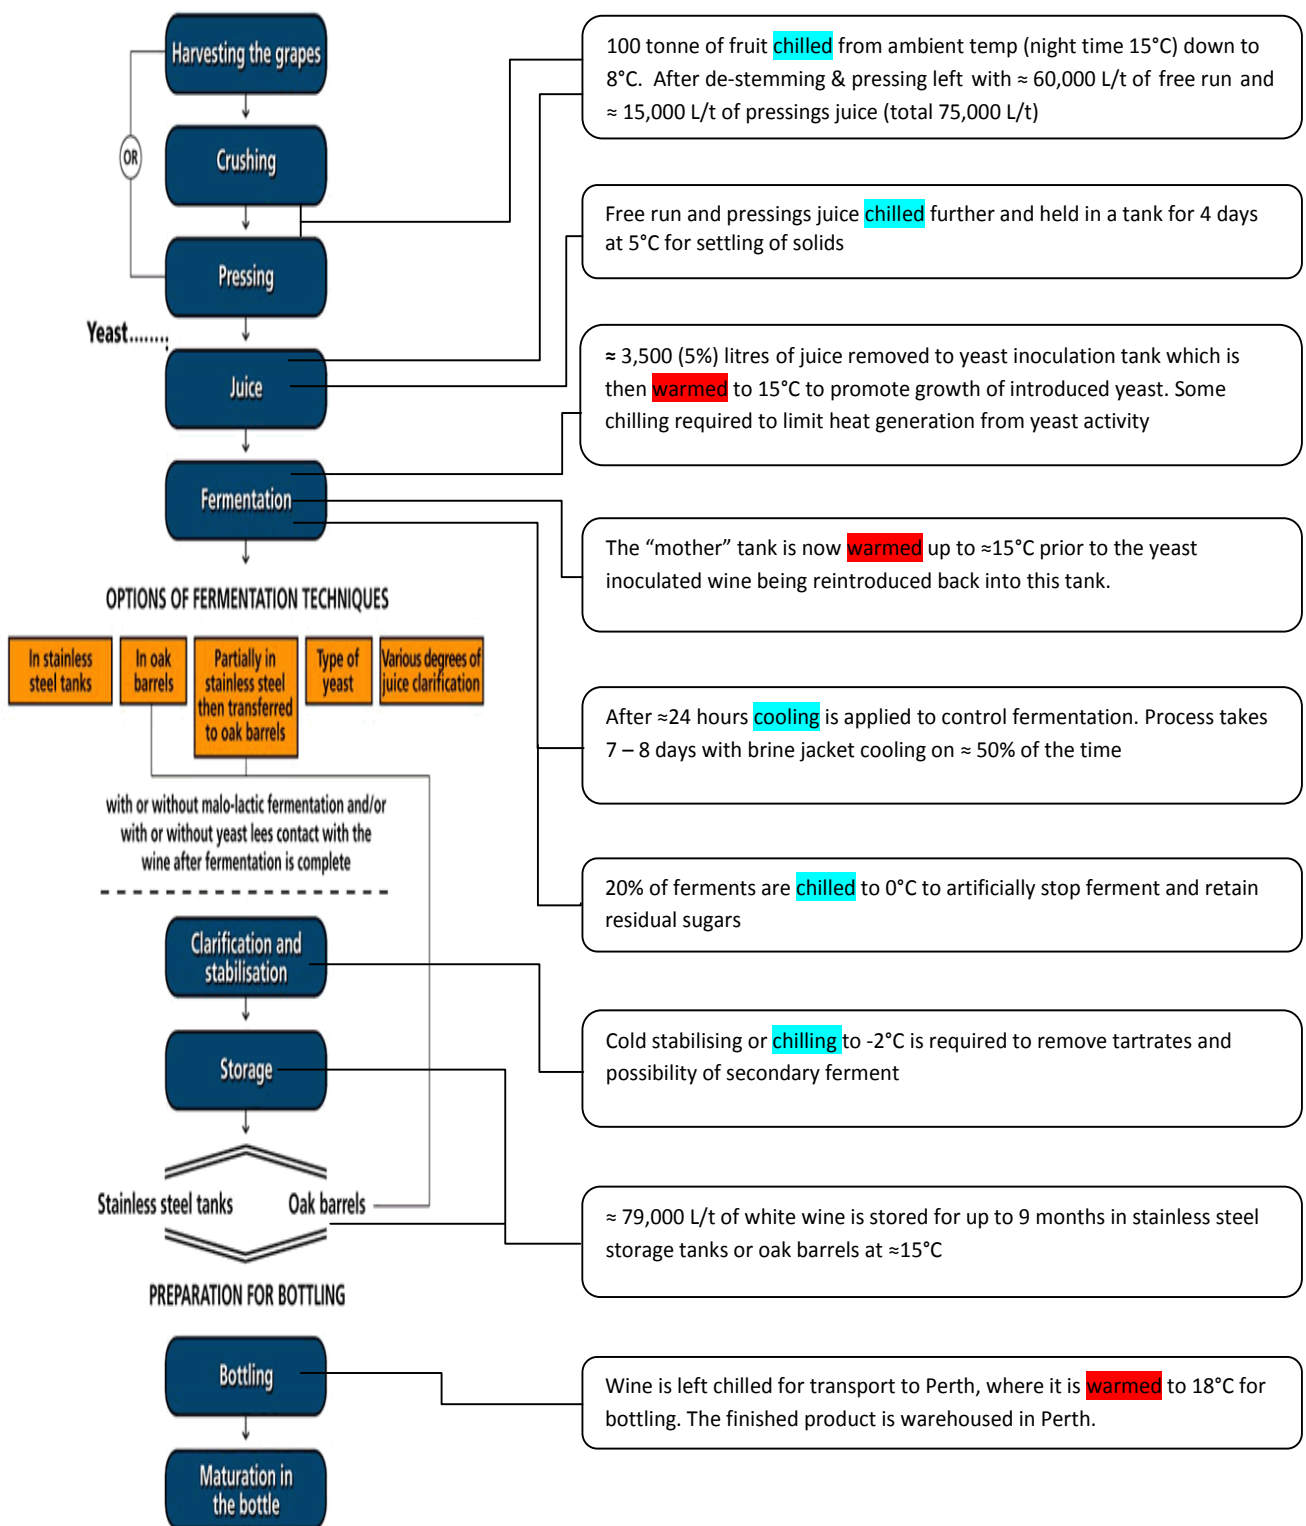 Harvesting the grapes
OR
Crushing
Pressing
Yeast........
Juice
Fermentation
OPTIONS OF FERMENTATION TECHNIQUES
In stainless
steel tanks
In oak
barrels
Partially in
stainless steel
then transferred
to oak barrels
Type of
yeast
Various degrees of
juice clarification
with or without malo-lactic fermentation and/or
with or without yeast lees contact with the
wine after fermentation is complete
Clarification and
stabilisation
Storage
Stainless steel tanks
Oak barrels
PREPARATION FOR BOTTLING
Bottling
Maturation in
the bottle
100 tonne of fruit chilled from ambient temp (night time 15°C) down to
8°C. After de-stemming & pressing left with ≈ 60,000 L/t of free run and
≈ 15,000 L/t of pressings juice (total 75,000 L/t)
Free run and pressings juice chilled further and held in a tank for 4 days
at 5°C for settling of solids
≈ 3,500 (5%) litres of juice removed to yeast inoculation tank which is
then warmed to 15°C to promote growth of introduced yeast. Some
chilling required to limit heat generation from yeast activity
The “mother” tank is now warmed up to ≈15°C prior to the yeast
inoculated wine being reintroduced back into this tank.
After ≈24 hours cooling is applied to control fermentation. Process takes
7 – 8 days with brine jacket cooling on ≈ 50% of the time
20% of ferments are chilled to 0°C to artificially stop ferment and retain
residual sugars
Cold stabilising or chilling to -2°C is required to remove tartrates and
possibility of secondary ferment
≈ 79,000 L/t of white wine is stored for up to 9 months in stainless steel
storage tanks or oak barrels at ≈15°C
Wine is left chilled for transport to Perth, where it is warmed to 18°C for
bottling. The finished product is warehoused in Perth.